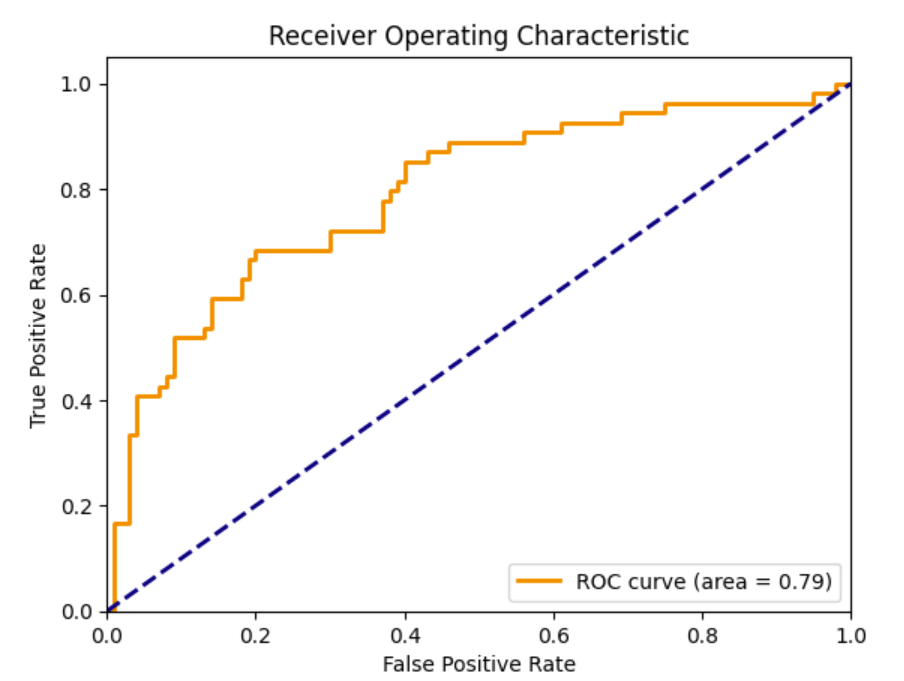 Receiver Operating Characteristic
1.0
0.8
0.6
0.4
0.2
0.0
True Positive Rate
ROC curve (area = 0.79)
0.0 0.2 0.4 0.6 0.8 1.0
False Positive Rate